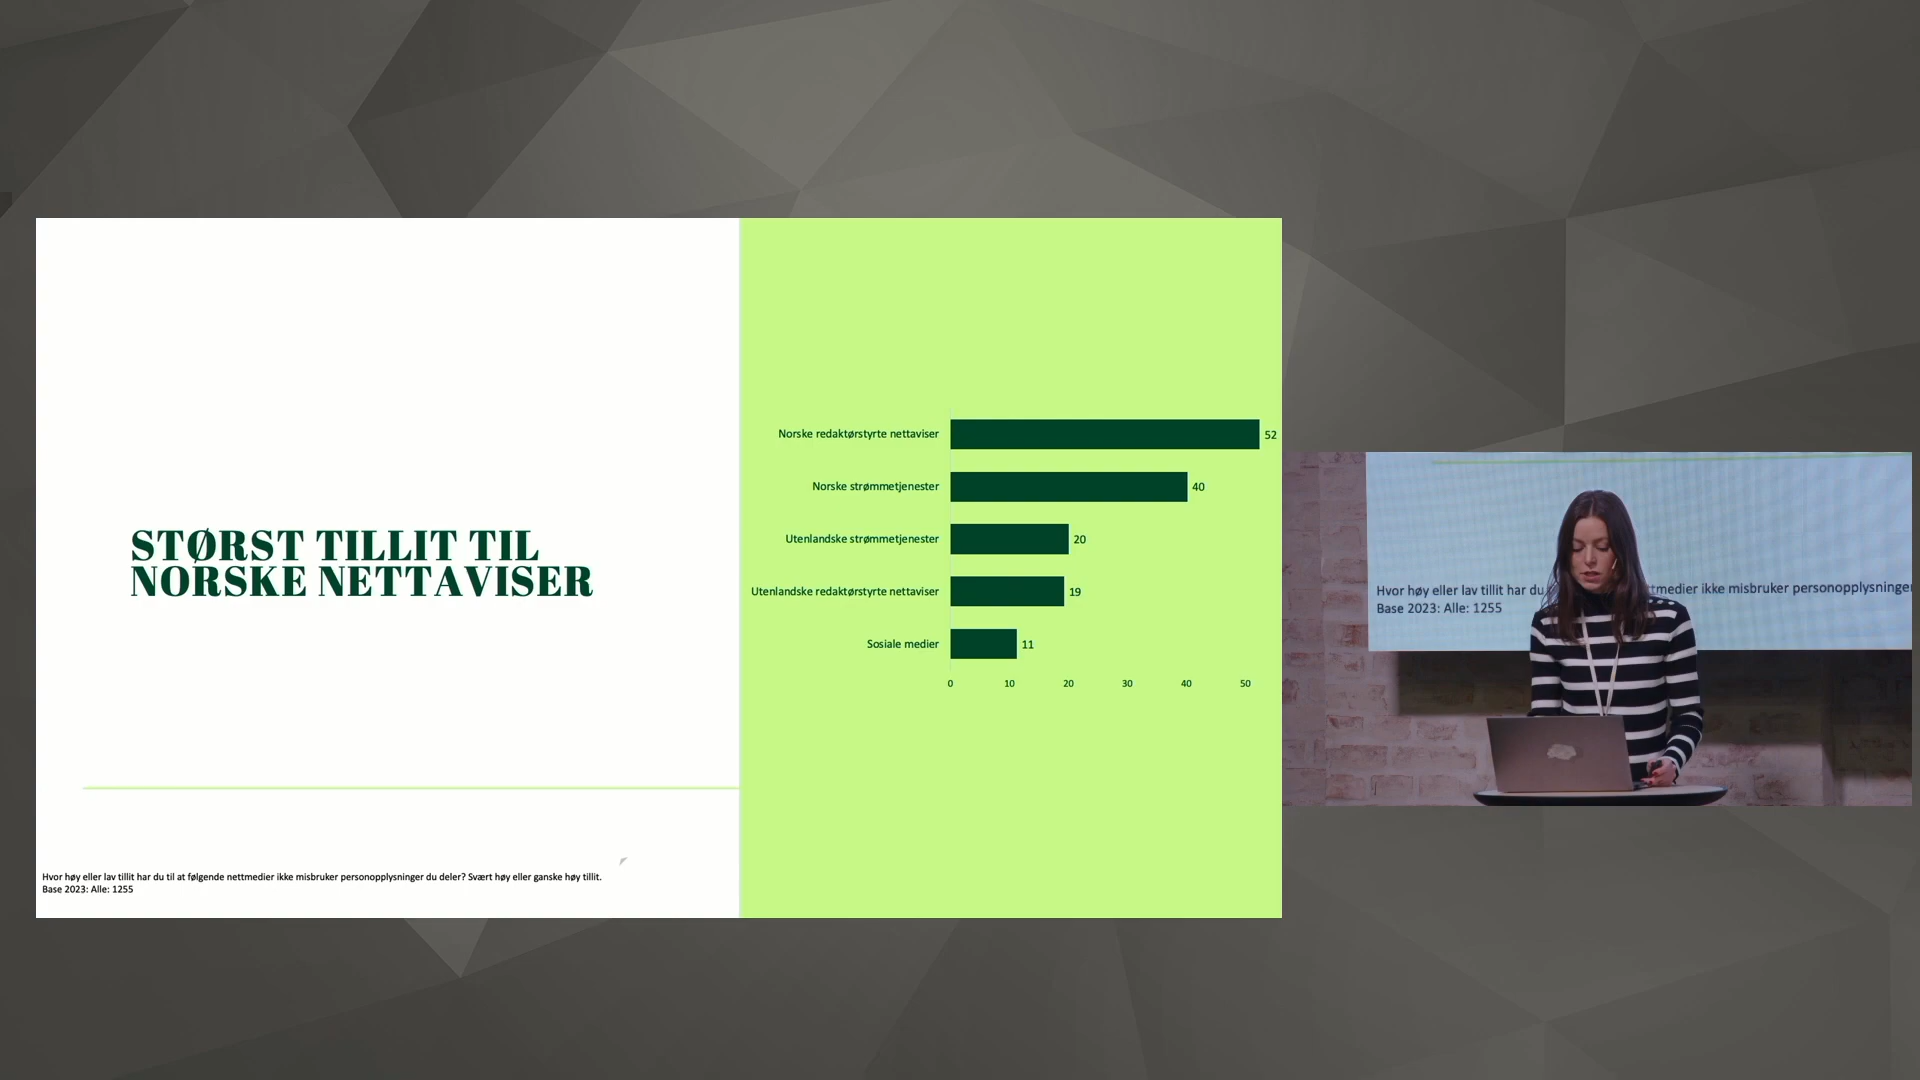 STØRST TILLIT TIL
NORSKE NETTAVISER
Hvor høy eller lav tillit har du til at følgende nettmedier ikke misbruker personopplysninger du deler? Svært høy eller ganske høy tillit.
Base 2023: Alle: 1255
Norske redaktørstyrte nettaviser 52
Norske strømmetjenester 40
Utenlandske strømmetjenester 20
Utenlandske redaktørstyrte nettaviser 19
Sosiale medier 11
0 10 20 30 40 50
Hvor høy eller lav tillit har du ttmedier ikke misbruker personopplysninger
Base 2023: Alle: 1255